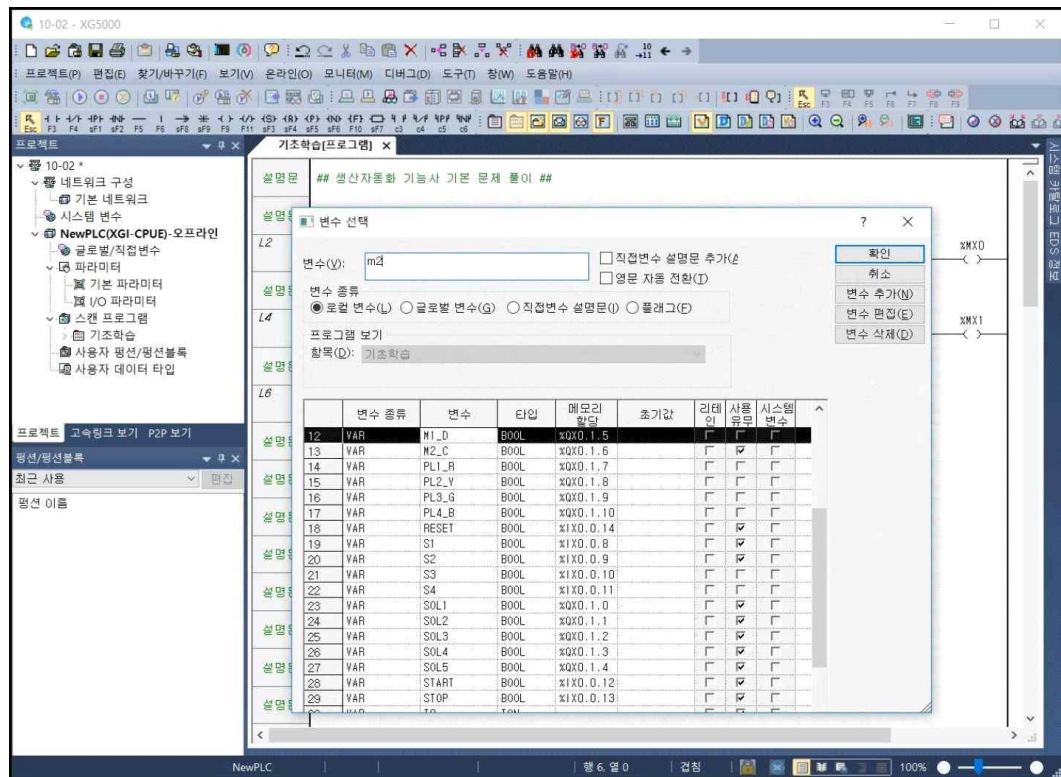 10-02 - XG5000
프로젝트(P) 편집(E) 찾기/바꾸기(F) 보기(V) 온라인(O) 모니터(M) 디버그(D) 도구(T) 창(W) 도움말(H)
프로젝트
10-02 *
네트워크 구성
기본 네트워크
시스템 변수
NewPLC(XGI-CPUE)-오프라인
글로벌/직접변수
파라미터
기본 파라미터
I/O 파라미터
스캔 프로그램
기초학습
사용자 펑션/펑션블록
사용자 데이터 타입
프로젝트 고속링크 보기 P2P 보기
펑션/펑션블록
최근 사용 편집
펑션 이름
기초학습[프로그램]
설명문 ## 생산자동화 기능사 기본 문제 풀이 ##
L2
%MX0
L4
%MX1
L6
변수 선택
변수(V): m2
직접변수 설명문 추가
영문 자동 전환(T)
변수 종류
로컬 변수(L) 글로벌 변수(G) 직접변수 설명문(I) 플래그(F)
프로그램 보기
항목(D): 기초학습
확인
취소
변수 추가(N)
변수 편집(E)
변수 삭제(D)
변수 종류 변수 타입 메모리 할당 초기값 리테인 사용유무 시스템변수
12 VAR M1_D BOOL %QX0.1.5
13 VAR M2_C BOOL %QX0.1.6
14 VAR PL1_R BOOL %QX0.1.7
15 VAR PL2_Y BOOL %QX0.1.8
16 VAR PL3_G BOOL %QX0.1.9
17 VAR PL4_B BOOL %QX0.1.10
18 VAR RESET BOOL %IX0.0.14
19 VAR S1 BOOL %IX0.0.8
20 VAR S2 BOOL %IX0.0.9
21 VAR S3 BOOL %IX0.0.10
22 VAR S4 BOOL %IX0.0.11
23 VAR SOL1 BOOL %QX0.1.0
24 VAR SOL2 BOOL %QX0.1.1
25 VAR SOL3 BOOL %QX0.1.2
26 VAR SOL4 BOOL %QX0.1.3
27 VAR SOL5 BOOL %QX0.1.4
28 VAR START BOOL %IX0.0.12
29 VAR STOP BOOL %IX0.0.13
NewPLC 행 6, 열 0 겹침 100%